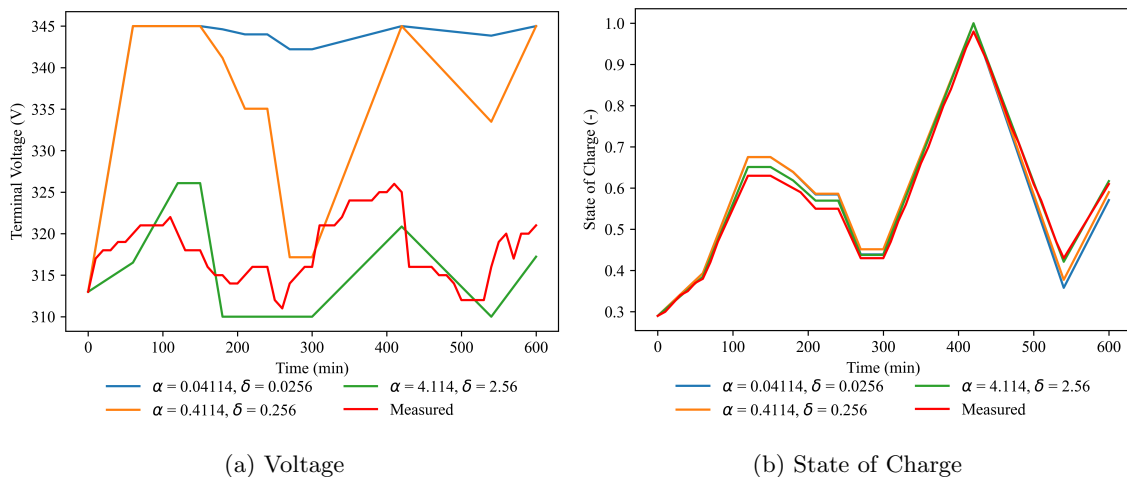 345
340
335
330
325
320
315
310
Terminal Voltage (V)
0 100 200 300 400 500 600
Time (min)
α = 0.04114, δ = 0.0256
α = 0.4114, δ = 0.256
α = 4.114, δ = 2.56
Measured
(a) Voltage
1.0
0.9
0.8
0.7
0.6
0.5
0.4
0.3
State of Charge (-)
0 100 200 300 400 500 600
Time (min)
α = 0.04114, δ = 0.0256
α = 0.4114, δ = 0.256
α = 4.114, δ = 2.56
Measured
(b) State of Charge